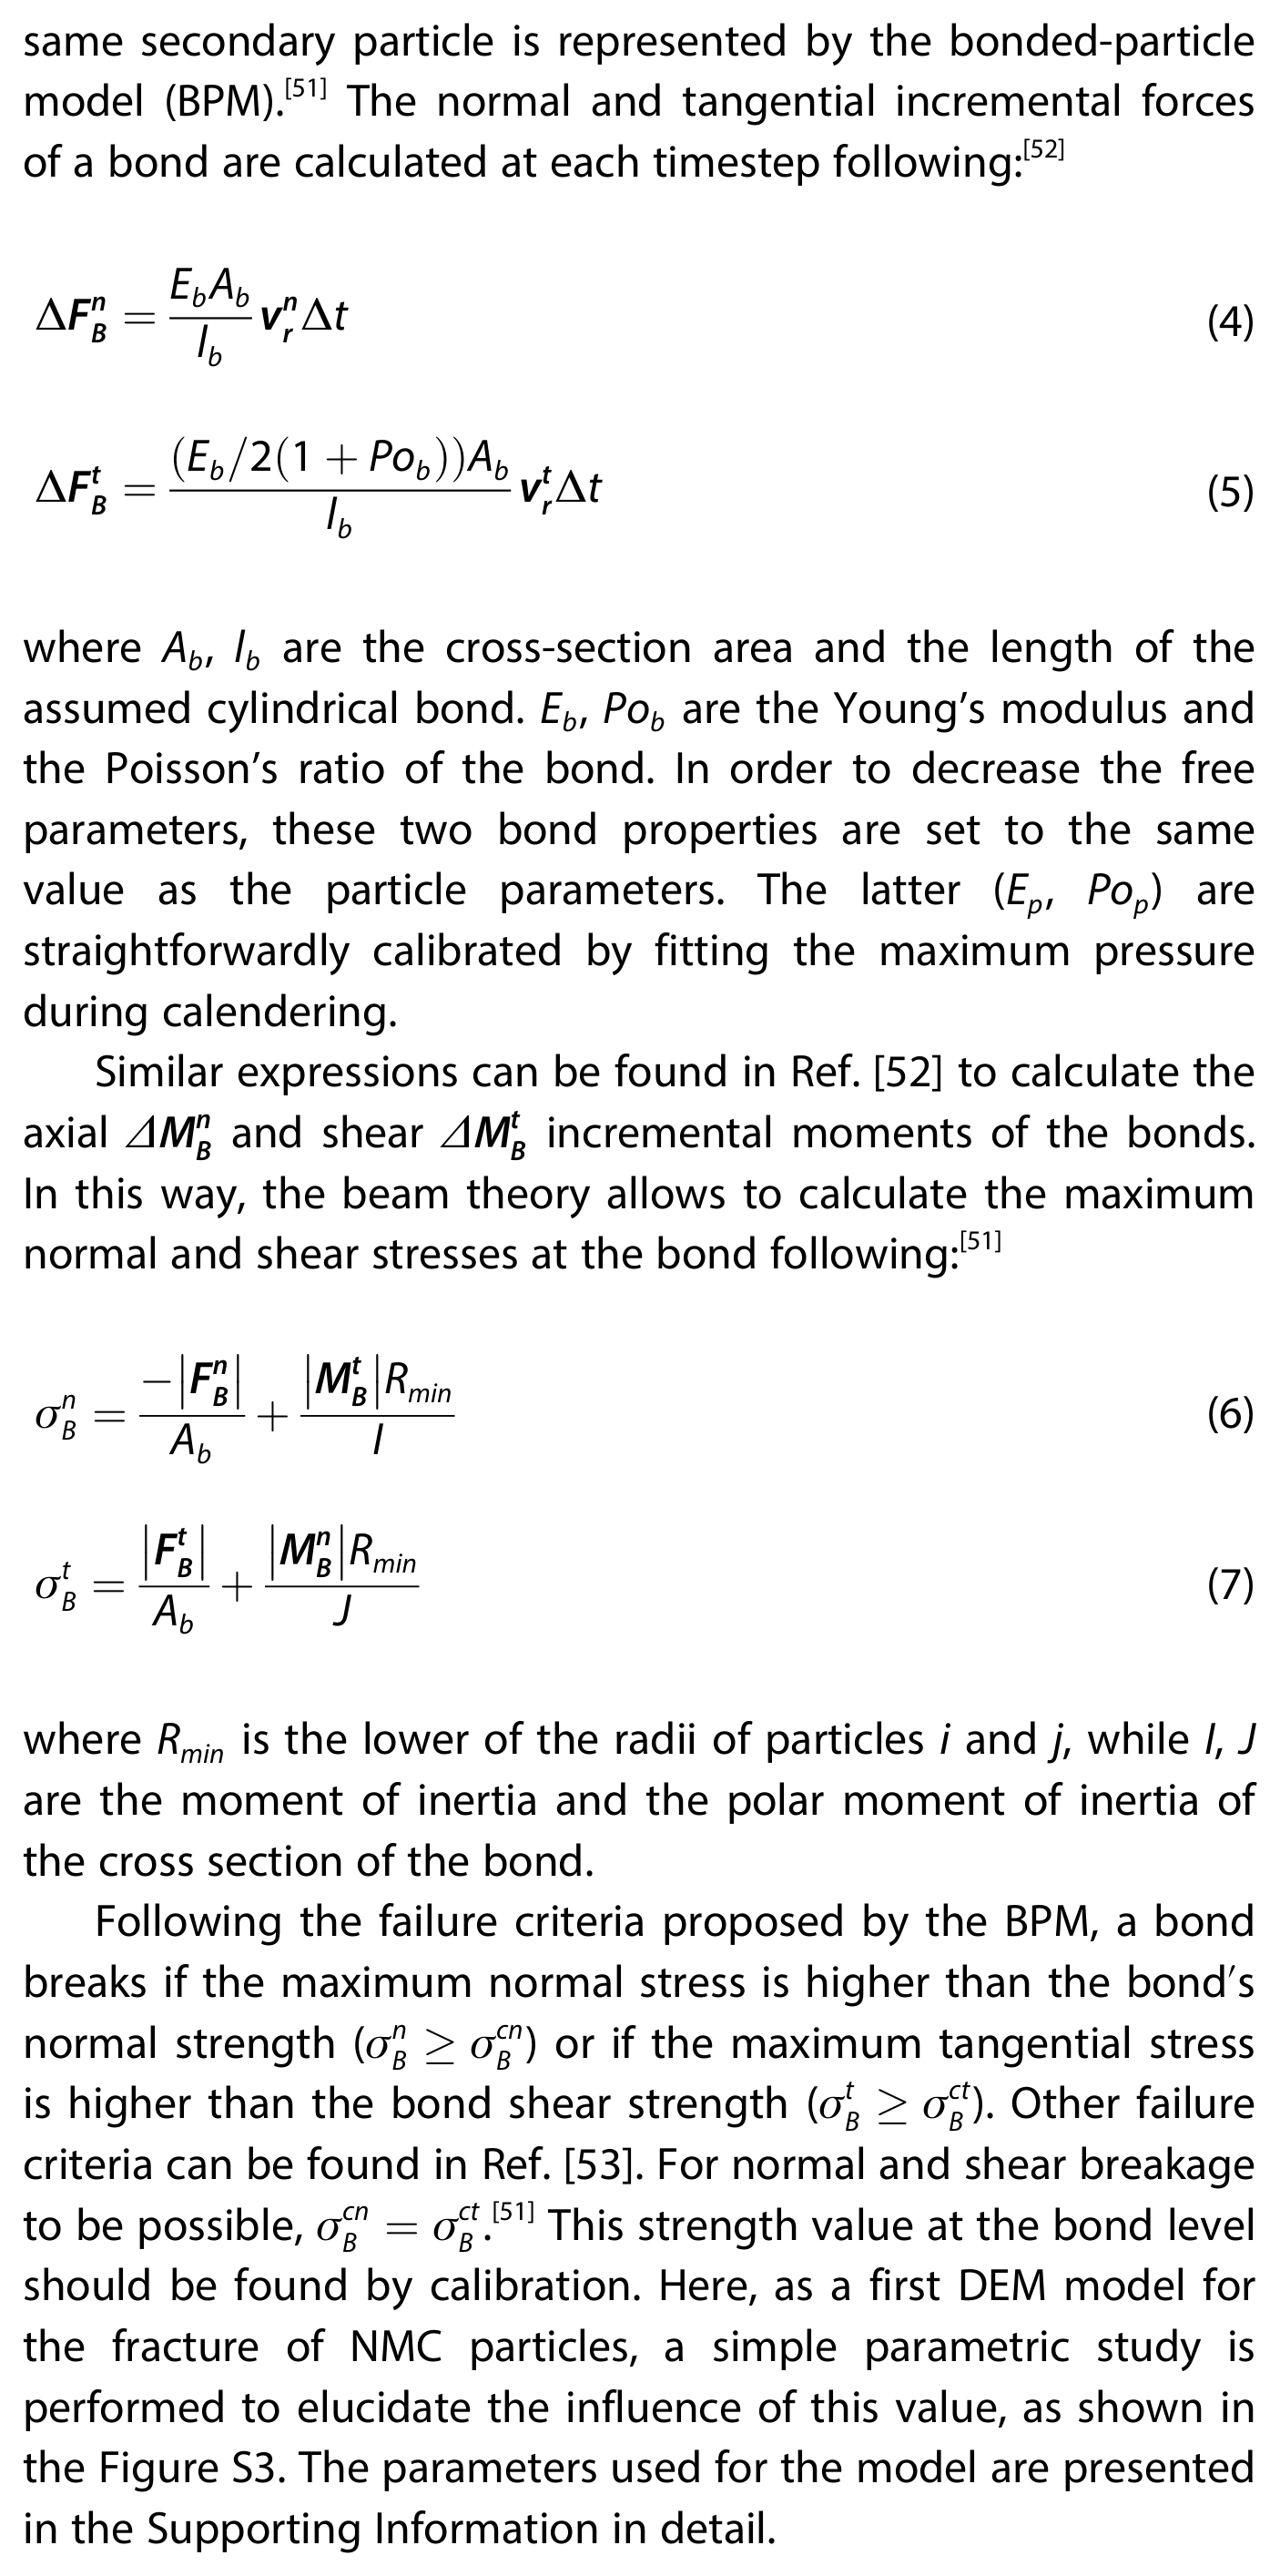 same secondary particle is represented by the bonded-particle
model (BPM).[51] The normal and tangential incremental forces
of a bond are calculated at each timestep following:[52]
ΔF_B^n = \frac{E_b A_b}{l_b} v_r^n Δt (4)
ΔF_B^t = \frac{(E_b/2(1 + Po_b))A_b}{l_b} v_r^t Δt (5)
where A_b, l_b are the cross-section area and the length of the
assumed cylindrical bond. E_b, Po_b are the Young’s modulus and
the Poisson’s ratio of the bond. In order to decrease the free
parameters, these two bond properties are set to the same
value as the particle parameters. The latter (E_p, Po_p) are
straightforwardly calibrated by fitting the maximum pressure
during calendering.
Similar expressions can be found in Ref. [52] to calculate the
axial ΔM_B^n and shear ΔM_B^t incremental moments of the bonds.
In this way, the beam theory allows to calculate the maximum
normal and shear stresses at the bond following:[51]
σ_B^n = \frac{-|F_B^n|}{A_b} + \frac{|M_B^t|R_{min}}{I} (6)
σ_B^t = \frac{|F_B^t|}{A_b} + \frac{|M_B^n|R_{min}}{J} (7)
where R_{min} is the lower of the radii of particles i and j, while I, J
are the moment of inertia and the polar moment of inertia of
the cross section of the bond.
Following the failure criteria proposed by the BPM, a bond
breaks if the maximum normal stress is higher than the bond′s
normal strength (σ_B^n ≥ σ_B^{cn}) or if the maximum tangential stress
is higher than the bond shear strength (σ_B^t ≥ σ_B^{ct}). Other failure
criteria can be found in Ref. [53]. For normal and shear breakage
to be possible, σ_B^{cn} = σ_B^{ct}.[51] This strength value at the bond level
should be found by calibration. Here, as a first DEM model for
the fracture of NMC particles, a simple parametric study is
performed to elucidate the influence of this value, as shown in
the Figure S3. The parameters used for the model are presented
in the Supporting Information in detail.